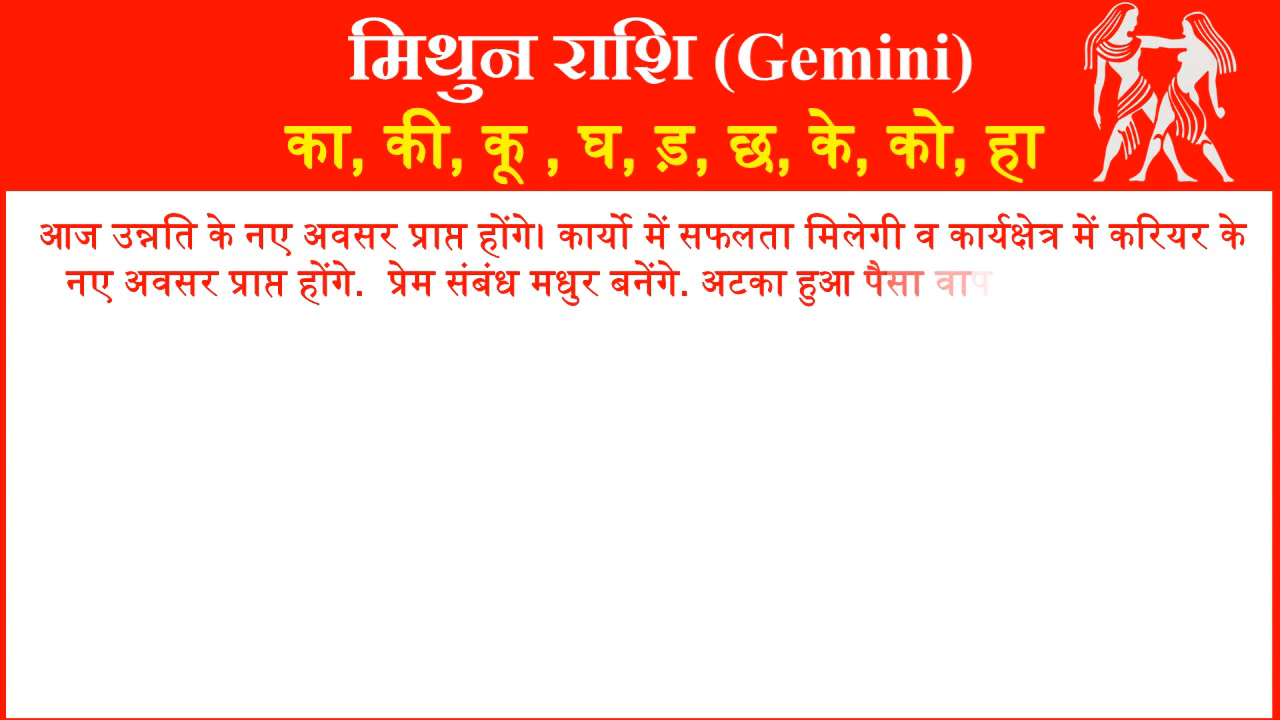 मिथुन राशि (Gemini)
का, की, कू , घ, ड़, छ, के, को, हा
आज उन्नति के नए अवसर प्राप्त होंगे। कार्यो में सफलता मिलेगी व कार्यक्षेत्र में करियर के
नए अवसर प्राप्त होंगे. प्रेम संबंध मधुर बनेंगे. अटका हुआ पैसा